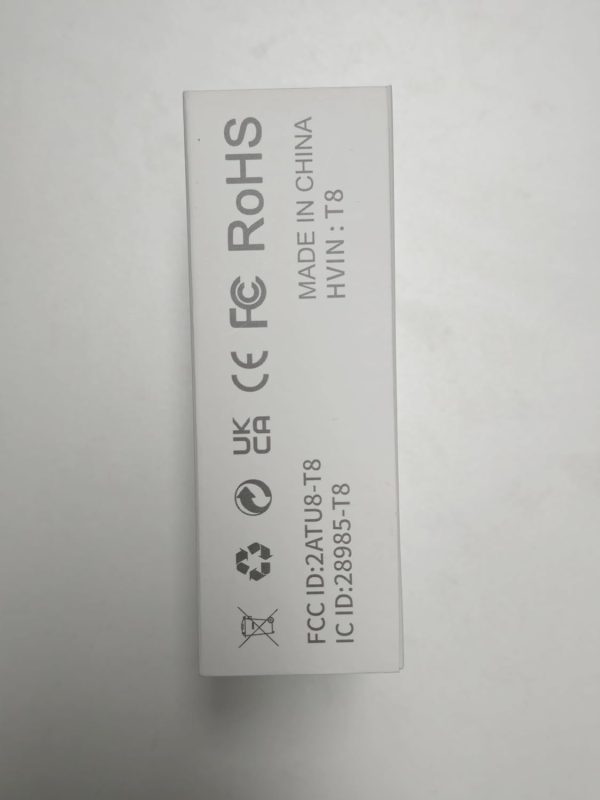 UK
CA CE FC RoHS
FCC ID:2ATU8-T8
IC ID:28985-T8
MADE IN CHINA
HVIN : T8